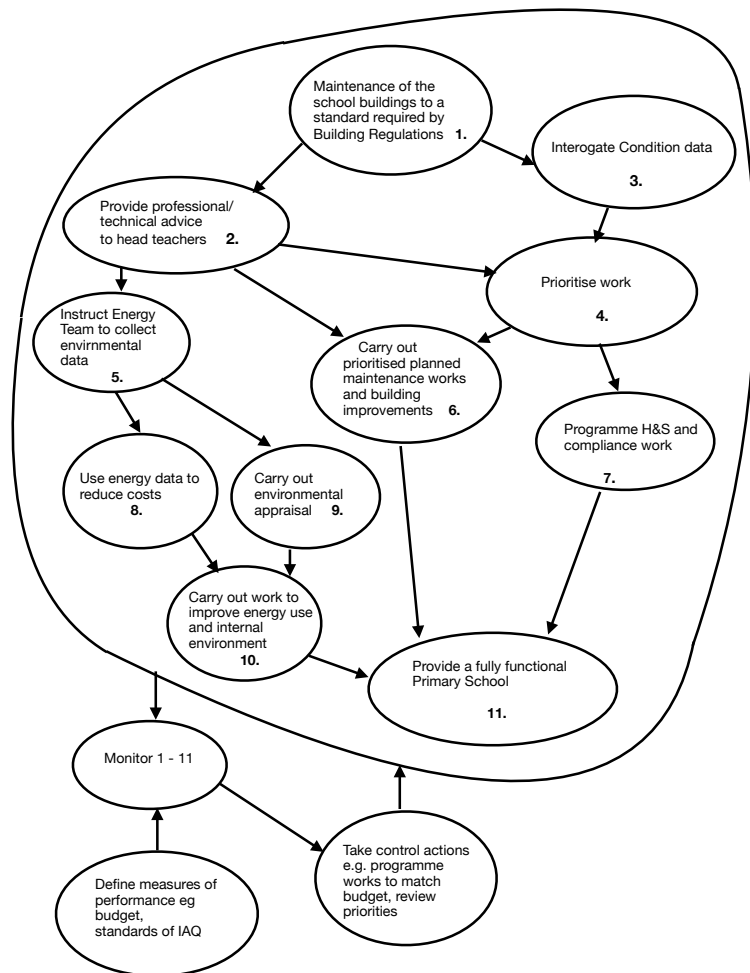 Maintenance of the
school buildings to a
standard required by
Building Regulations 1.
Interogate Condition data
3.
Provide professional/
technical advice
to head teachers 2.
Prioritise work
4.
Instruct Energy
Team to collect
envirnmental
data
5.
Carry out
prioritised planned
maintenance works
and building
improvements 6.
Programme H&S and
compliance work
7.
Use energy data to
reduce costs
8.
Carry out
environmental
appraisal 9.
Carry out work to
improve energy use
and internal
environment
10.
Provide a fully functional
Primary School
11.
Monitor 1 - 11
Take control actions
e.g. programme
works to match
budget, review
priorities
Define measures of
performance eg
budget,
standards of IAQ